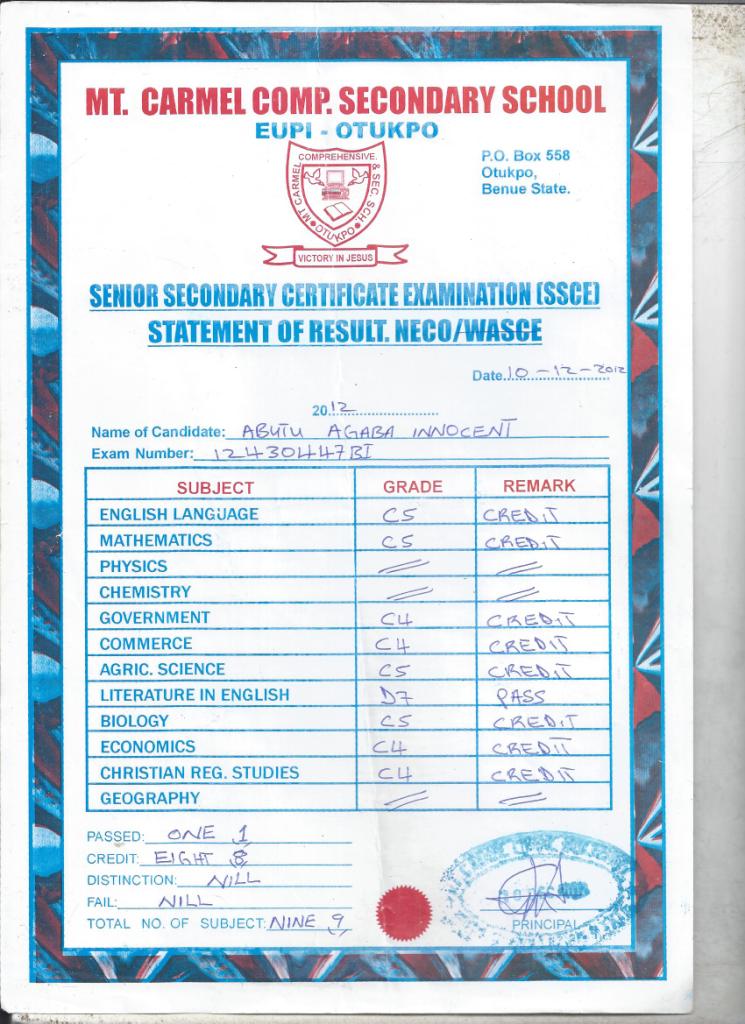 MT. CARMEL COMP. SECONDARY SCHOOL
EUPI - OTUKPO
P.O. Box 558
Otukpo,
Benue State.
COMPREHENSIVE
MT CARMEL
& SEC. SCH.
OTUKPO
VICTORY IN JESUS
SENIOR SECONDARY CERTIFICATE EXAMINATION (SSCE)
STATEMENT OF RESULT. NECO/WASCE
Date 10-12-2012
2012
Name of Candidate: ABUTU AGABA INNOCENT
Exam Number: 12430447BI
SUBJECT GRADE REMARK
ENGLISH LANGUAGE C5 CREDIT
MATHEMATICS C5 CREDIT
PHYSICS
CHEMISTRY
GOVERNMENT C4 CREDIT
COMMERCE C4 CREDIT
AGRIC. SCIENCE C5 CREDIT
LITERATURE IN ENGLISH D7 PASS
BIOLOGY C5 CREDIT
ECONOMICS C4 CREDIT
CHRISTIAN REG. STUDIES C4 CREDIT
GEOGRAPHY
PASSED: ONE 1
CREDIT: EIGHT 8
DISTINCTION: NILL
FAIL: NILL
TOTAL NO. OF SUBJECT: NINE 9
PRINCIPAL